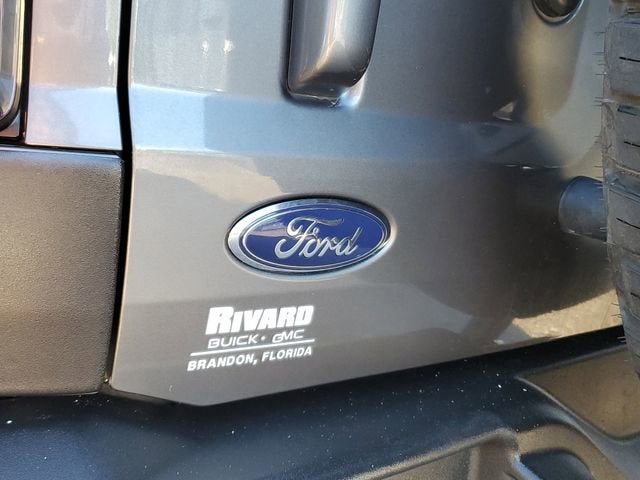 Ford
RIVARD
BUICK • GMC
BRANDON, FLORIDA